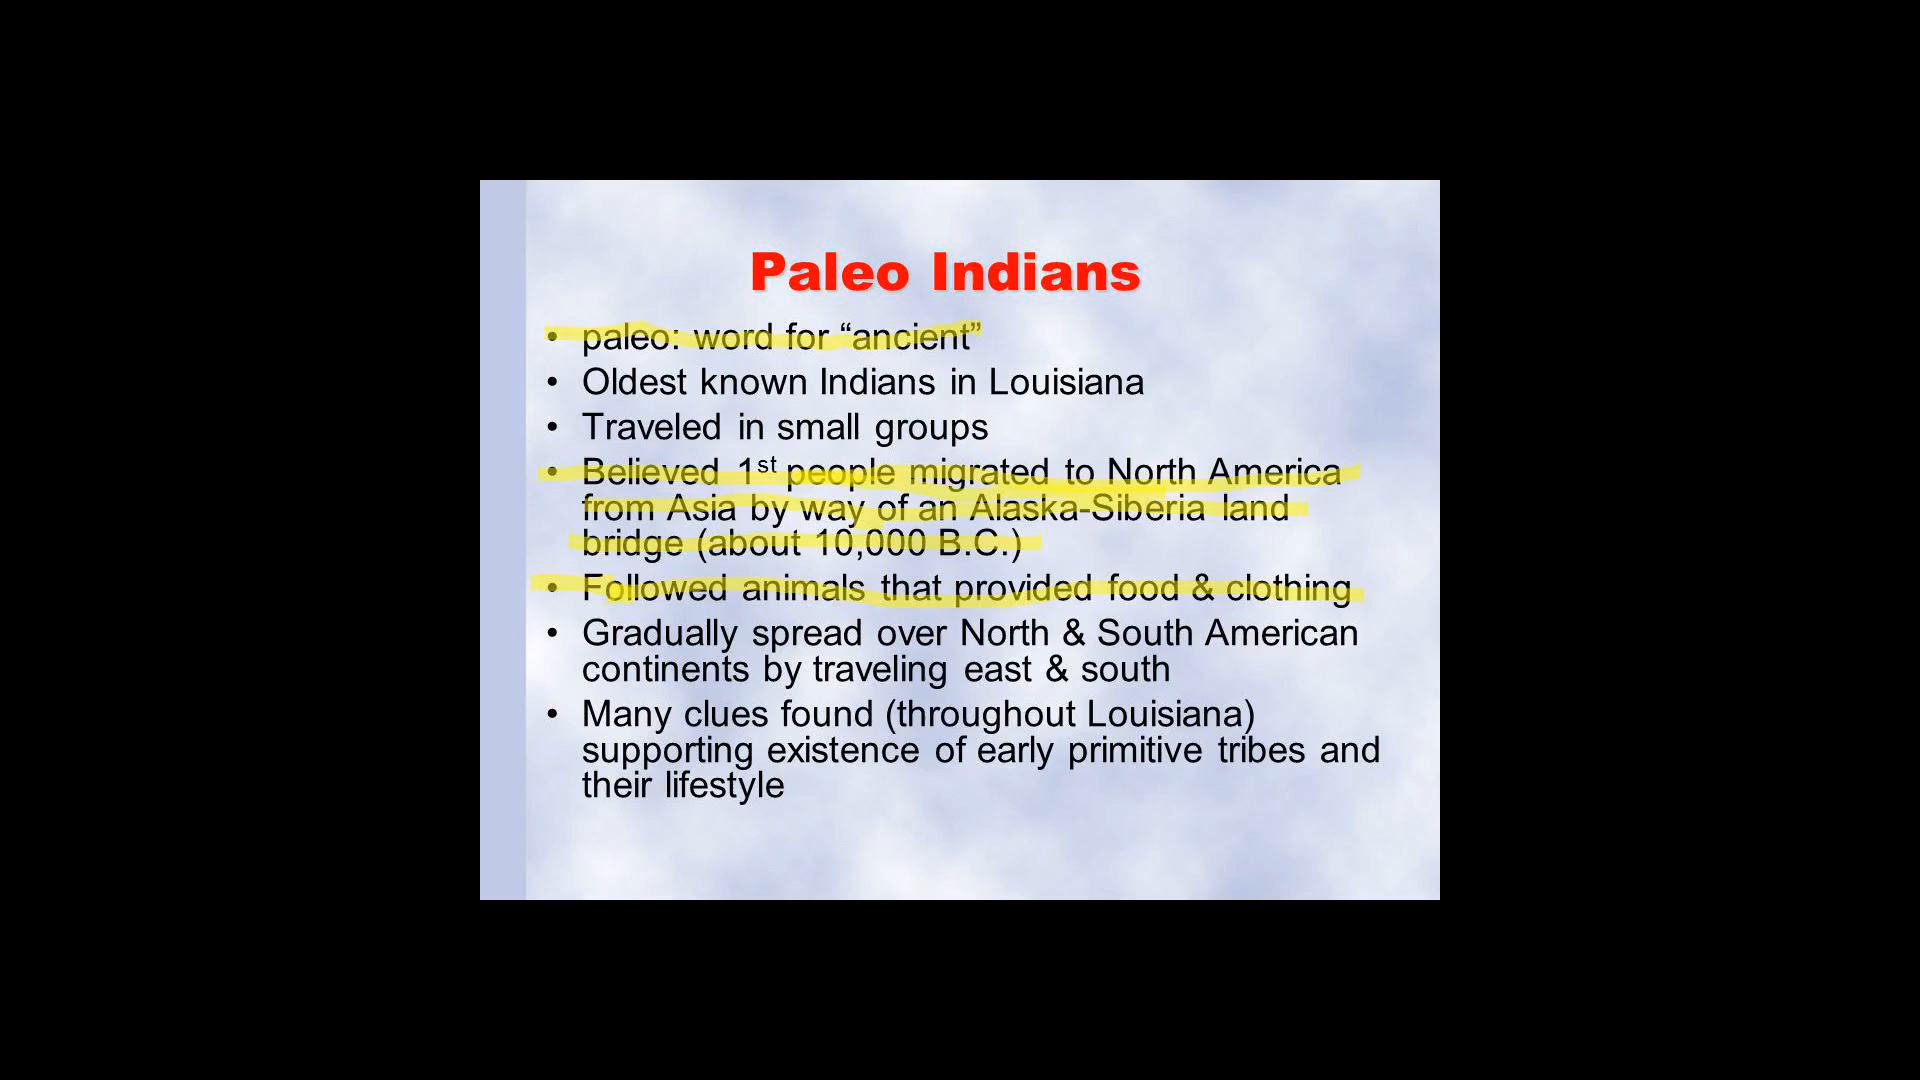 Paleo Indians
• paleo: word for “ancient”
• Oldest known Indians in Louisiana
• Traveled in small groups
• Believed 1st people migrated to North America
from Asia by way of an Alaska-Siberia land
bridge (about 10,000 B.C.)
• Followed animals that provided food & clothing
• Gradually spread over North & South American
continents by traveling east & south
• Many clues found (throughout Louisiana)
supporting existence of early primitive tribes and
their lifestyle